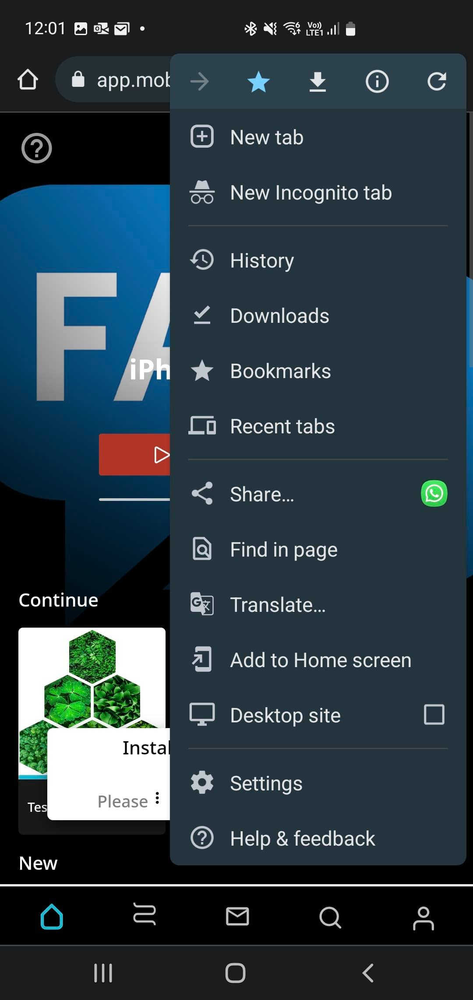 12:01
Vo)) LTE1
app.mob
New tab
New Incognito tab
History
Downloads
FA
iPh
Bookmarks
Recent tabs
Share...
Find in page
Translate...
Continue
Add to Home screen
Desktop site
Instal
Settings
Please
Tes
Help & feedback
New